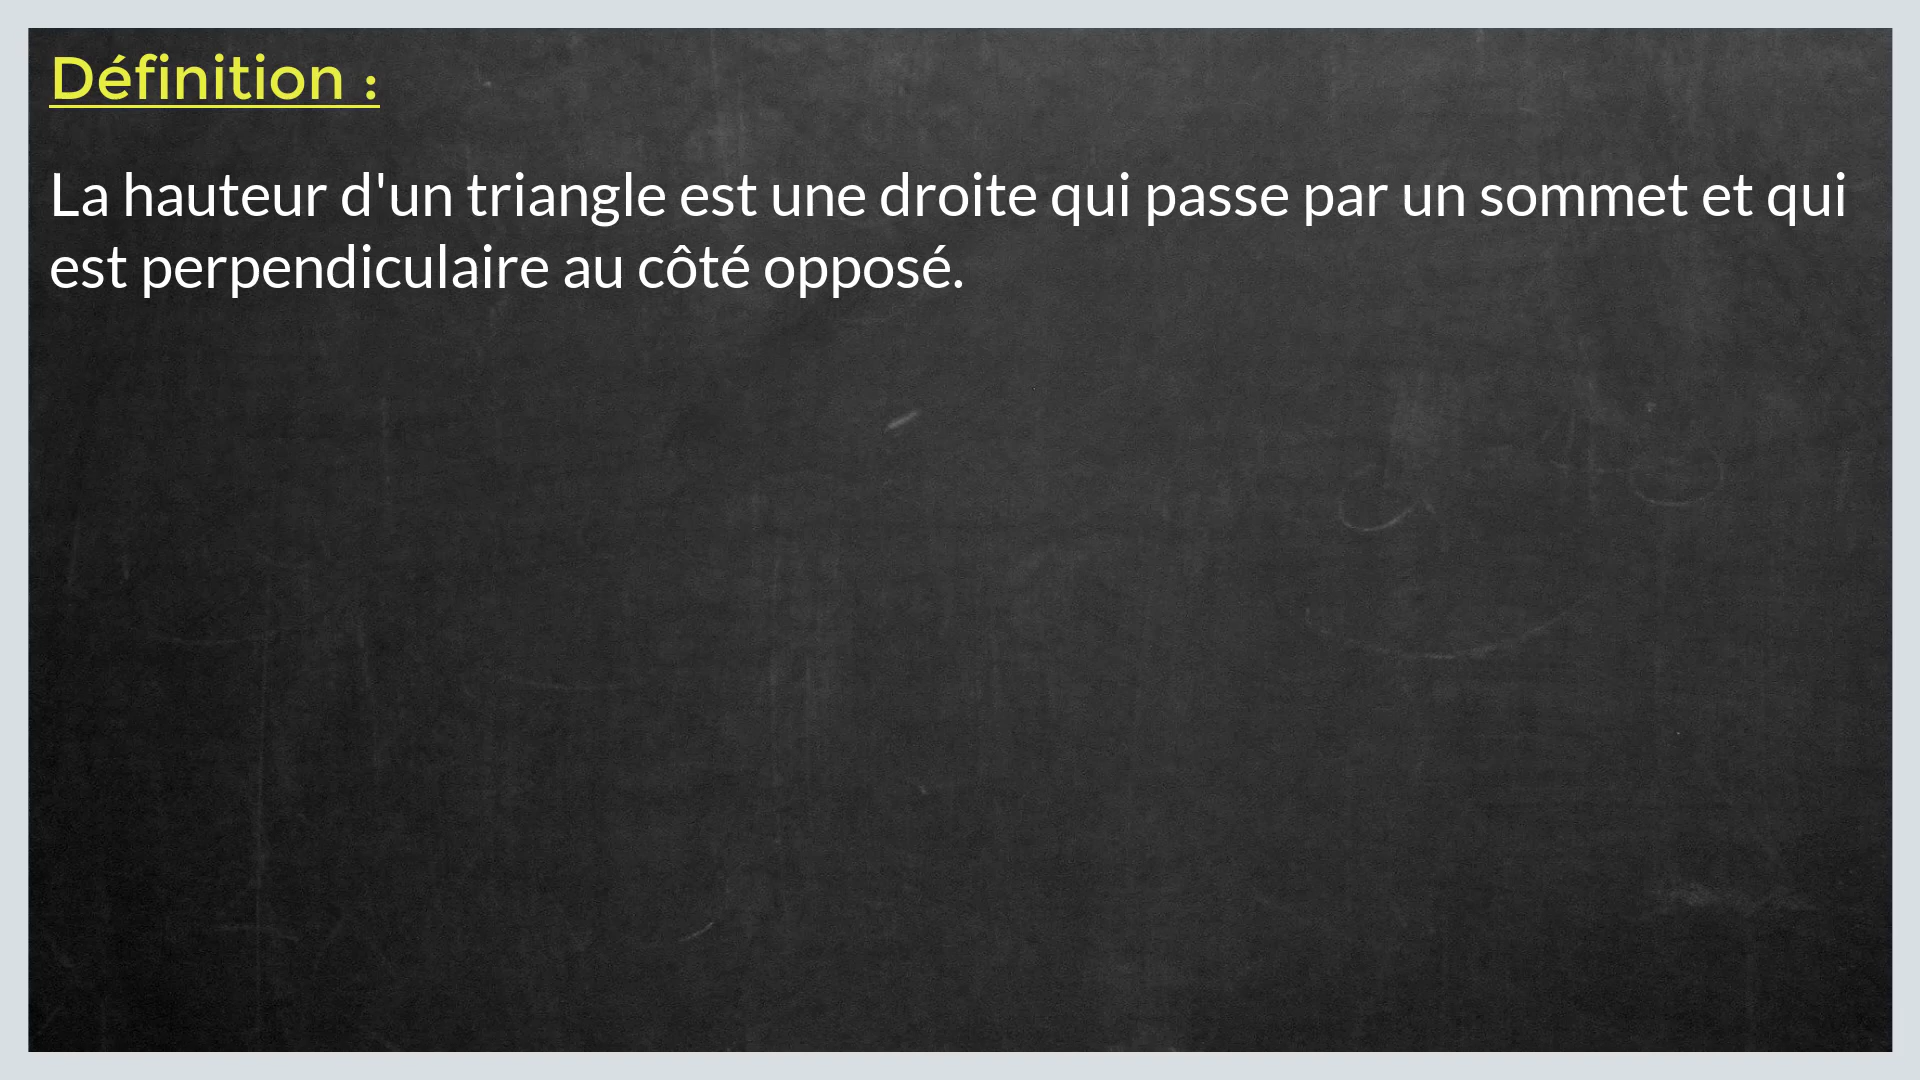 Définition :
La hauteur d'un triangle est une droite qui passe par un sommet et qui
est perpendiculaire au côté opposé.